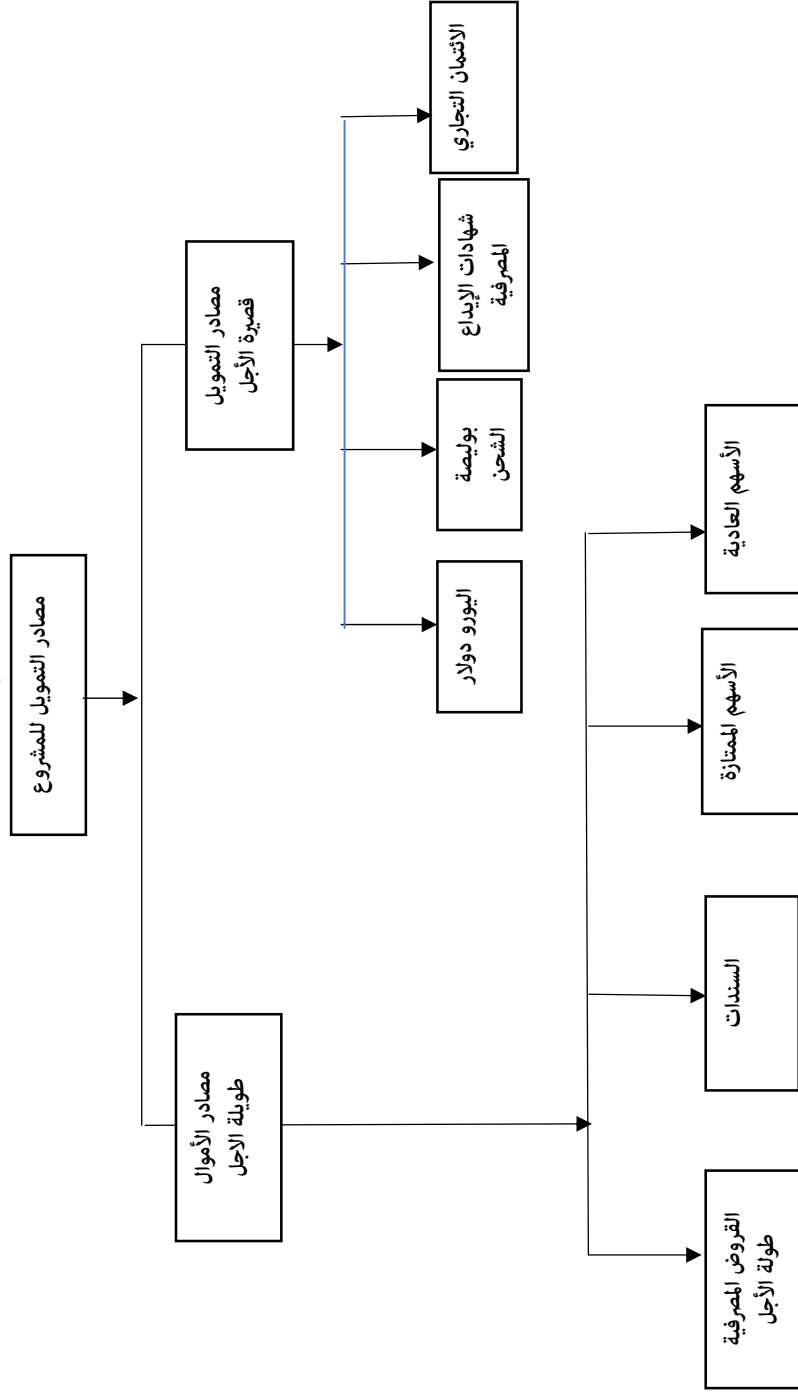 مصادر التمويل للمشروع
مصادر التمويل
قصيرة الأجل
مصادر الأموال
طويلة الاجل
الائتمان التجاري
شهادات الإيداع
المصرفية
بوليصة
الشحن
اليورو دولار
الأسهم العادية
الأسهم الممتازة
السندات
القروض المصرفية
طولة الأجل